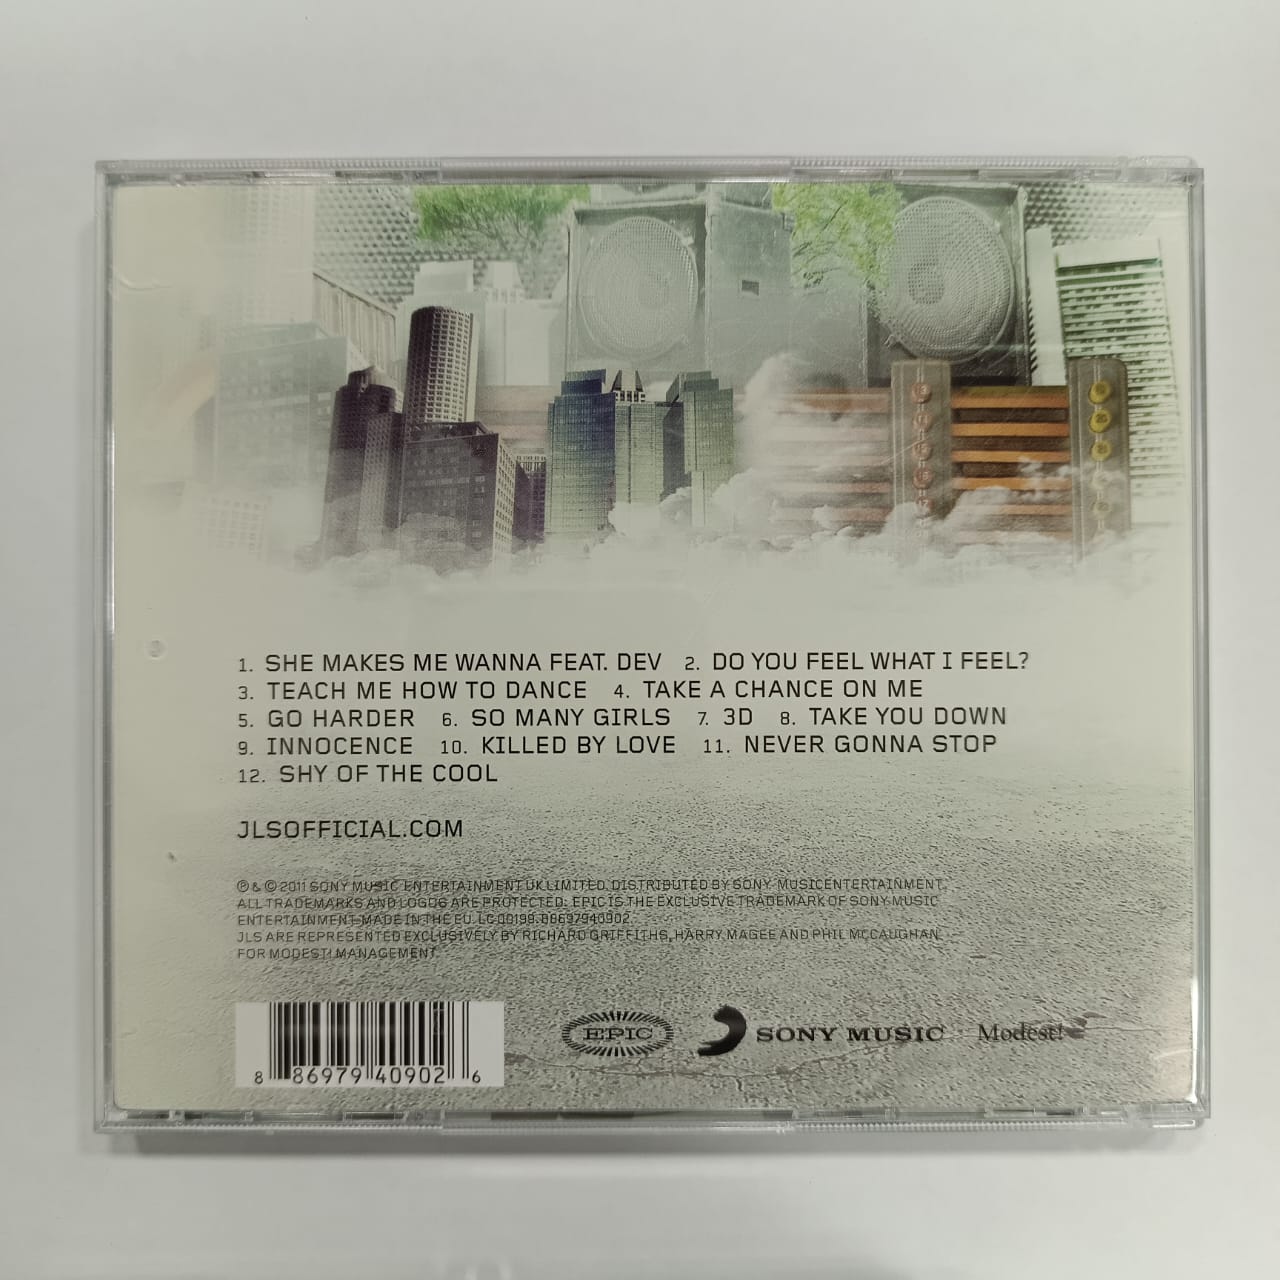 1. SHE MAKES ME WANNA FEAT. DEV 2. DO YOU FEEL WHAT I FEEL?
3. TEACH ME HOW TO DANCE 4. TAKE A CHANCE ON ME
5. GO HARDER 6. SO MANY GIRLS 7. 3D 8. TAKE YOU DOWN
9. INNOCENCE 10. KILLED BY LOVE 11. NEVER GONNA STOP
12. SHY OF THE COOL
JLSOFFICIAL.COM
℗ & © 2011 SONY MUSIC ENTERTAINMENT UK LIMITED. DISTRIBUTED BY SONY MUSICENTERTAINMENT.
ALL TRADEMARKS AND LOGOS ARE PROTECTED. EPIC IS THE EXCLUSIVE TRADEMARK OF SONY MUSIC
ENTERTAINMENT. MADE IN THE EU. LC 00199. 88697940902.
JLS ARE REPRESENTED EXCLUSIVELY BY RICHARD GRIFFITHS, HARRY MAGEE AND PHIL MCCAUGHAN
FOR MODEST! MANAGEMENT.
8 86979 40902 6
EPIC SONY MUSIC Modest!